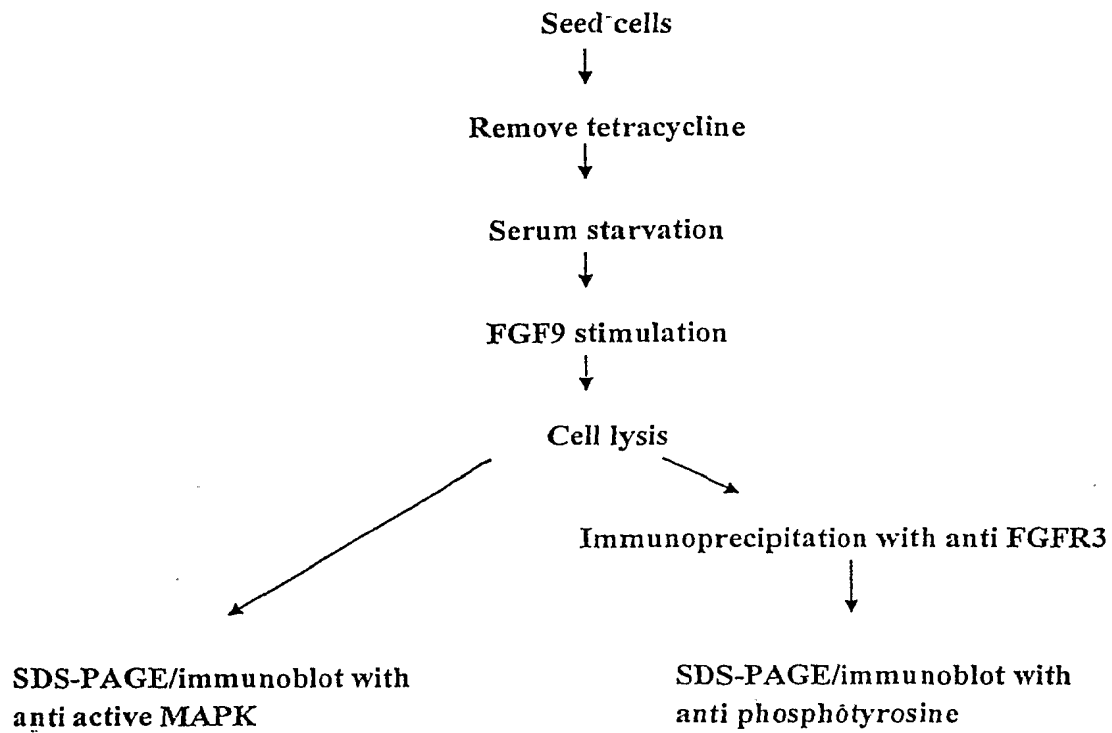 Seed cells
Remove tetracycline
Serum starvation
FGF9 stimulation
Cell lysis
Immunoprecipitation with anti FGFR3
SDS-PAGE/immunoblot with
anti active MAPK
SDS-PAGE/immunoblot with
anti phosphotyrosine